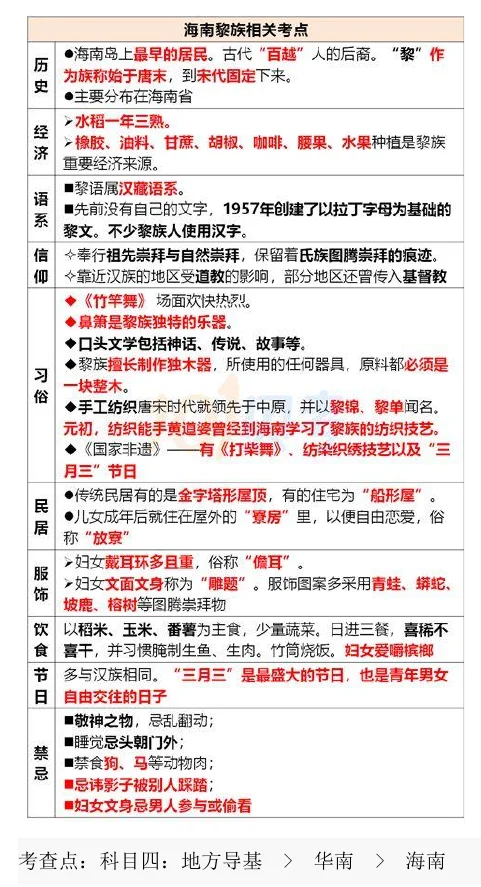 海南黎族相关考点
历史
●海南岛上最早的居民。古代“百越”人的后裔。“黎”作
为族称始于唐末，到宋代固定下来。
●主要分布在海南省
经济
◆水稻一年三熟。
◆橡胶、油料、甘蔗、胡椒、咖啡、腰果、水果种植是黎族
重要经济来源。
语系
■黎语属汉藏语系。
■先前没有自己的文字，1957年创建了以拉丁字母为基础的
黎文。不少黎族人使用汉字。
信仰
✧奉行祖先崇拜与自然崇拜，保留着氏族图腾崇拜的痕迹。
✧靠近汉族的地区受道教的影响，部分地区还曾传入基督教
习俗
◆《竹竿舞》场面欢快热烈。
◆鼻箫是黎族独特的乐器。
◆口头文学包括神话、传说、故事等。
◆黎族擅长制作独木器，所使用的任何器具，原料都必须是
一块整木。
◆手工纺织唐宋时代就领先于中原，并以黎锦、黎单闻名。
元初，纺织能手黄道婆曾经到海南学习了黎族的纺织技艺。
◆《国家非遗》——有《打柴舞》、纺染织绣技艺以及“三
月三”节日
民居
●传统民居有的是金字塔形屋顶，有的住宅为“船形屋”。
●儿女成年后就住在屋外的“寮房”里，以便自由恋爱，俗
称“放寮”
服饰
➢妇女戴耳环多且重，俗称“儋耳”。
➢妇女文面文身称为“雕题”。服饰图案多采用青蛙、蟒蛇、
坡鹿、榕树等图腾崇拜物
饮食
以稻米、玉米、番薯为主食，少量蔬菜。日进三餐，喜稀不
喜干，并习惯腌制生鱼、生肉。竹筒烧饭。妇女爱嚼槟榔
节日
多与汉族相同。“三月三”是最盛大的节日，也是青年男女
自由交往的日子
禁忌
■敬神之物，忌乱翻动；
■睡觉忌头朝门外；
■禁食狗、马等动物肉；
■忌讳影子被别人踩踏；
■妇女文身忌男人参与或偷看
考查点：科目四：地方导基 > 华南 > 海南